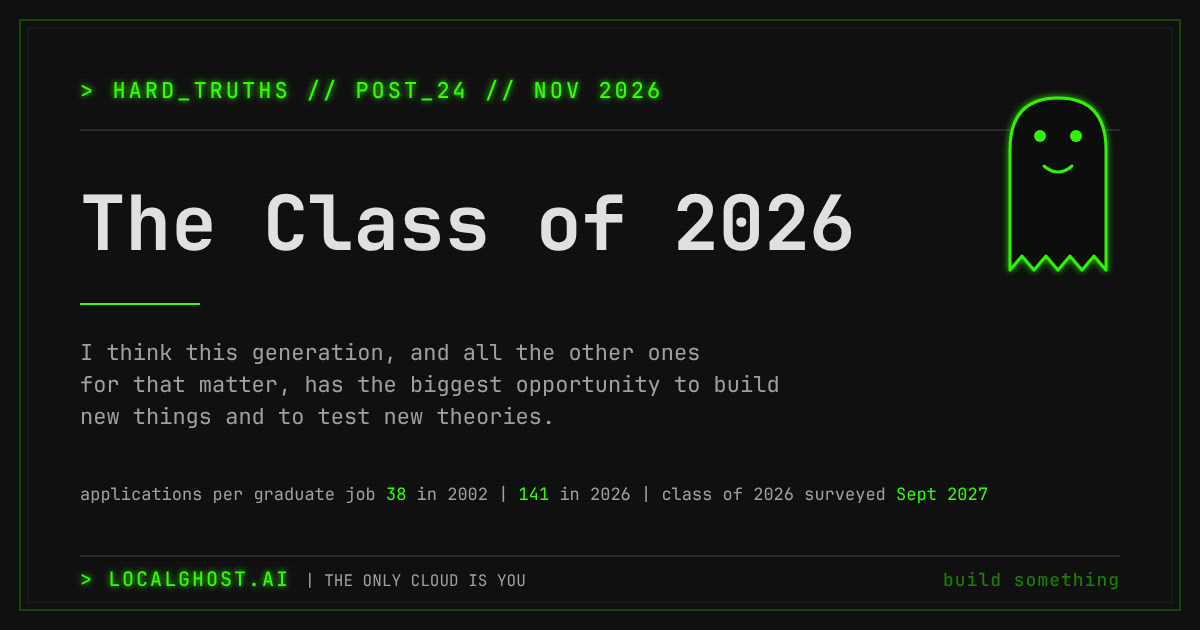 > HARD_TRUTHS // POST_24 // NOV 2026
The Class of 2026
I think this generation, and all the other ones
for that matter, has the biggest opportunity to build
new things and to test new theories.
applications per graduate job 38 in 2002 | 141 in 2026 | class of 2026 surveyed Sept 2027
> LOCALGHOST.AI | THE ONLY CLOUD IS YOU
build something